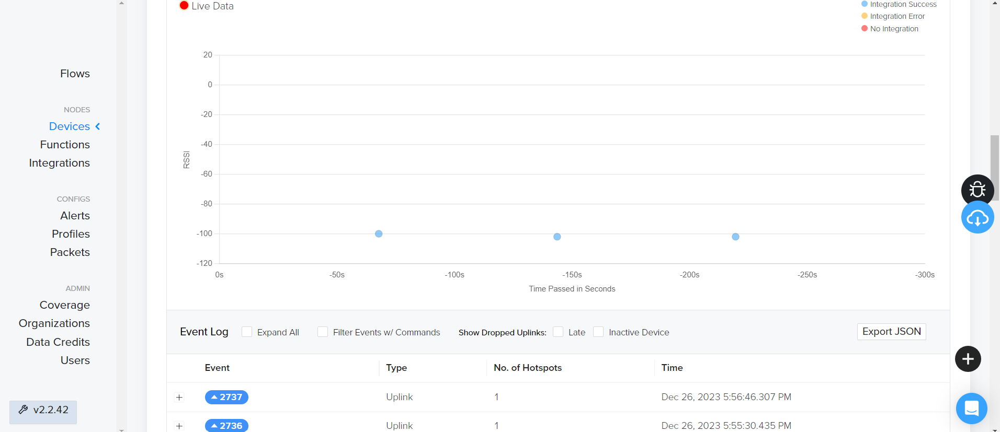 Flows
NODES
Devices
Functions
Integrations
CONFIGS
Alerts
Profiles
Packets
ADMIN
Coverage
Organizations
Data Credits
Users
v2.2.42
Live Data
Integration Success
Integration Error
No Integration
20
0
-20
-40
-60
-80
-100
-120
RSSI
0s -50s -100s -150s -200s -250s -300s
Time Passed in Seconds
Event Log Expand All Filter Events w/ Commands Show Dropped Uplinks: Late Inactive Device Export JSON
Event Type No. of Hotspots Time
2737 Uplink 1 Dec 26, 2023 5:56:46.307 PM
2736 Uplink 1 Dec 26, 2023 5:55:30.435 PM